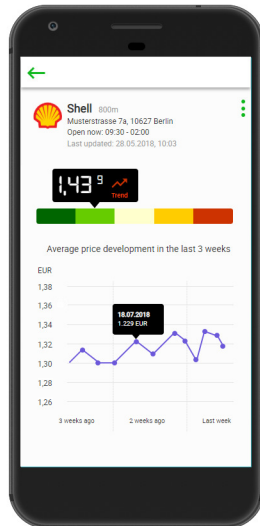 Shell 800m
Musterstrasse 7a, 10627 Berlin
Open now: 09:30 - 02:00
Last updated: 28.05.2018, 10:03
1,43 9
Trend
Average price development in the last 3 weeks
EUR
1,38
1,36
1,34
1,32
1,30
1,28
1,26
18.07.2018
1.229 EUR
3 weeks ago 2 weeks ago Last week